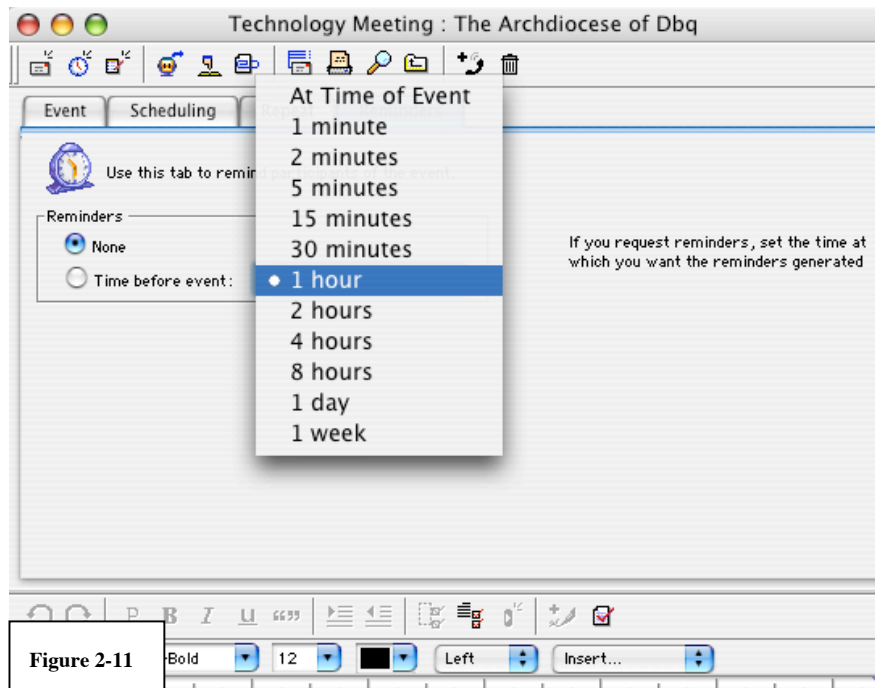 Technology Meeting : The Archdiocese of Dbq
Event Scheduling Repeat
Use this tab to remind participants of the event.
Reminders
None
Time before event:
At Time of Event
1 minute
2 minutes
5 minutes
15 minutes
30 minutes
1 hour
2 hours
4 hours
8 hours
1 day
1 week
If you request reminders, set the time at
which you want the reminders generated
P B I U
Figure 2-11
-Bold 12 Left Insert...